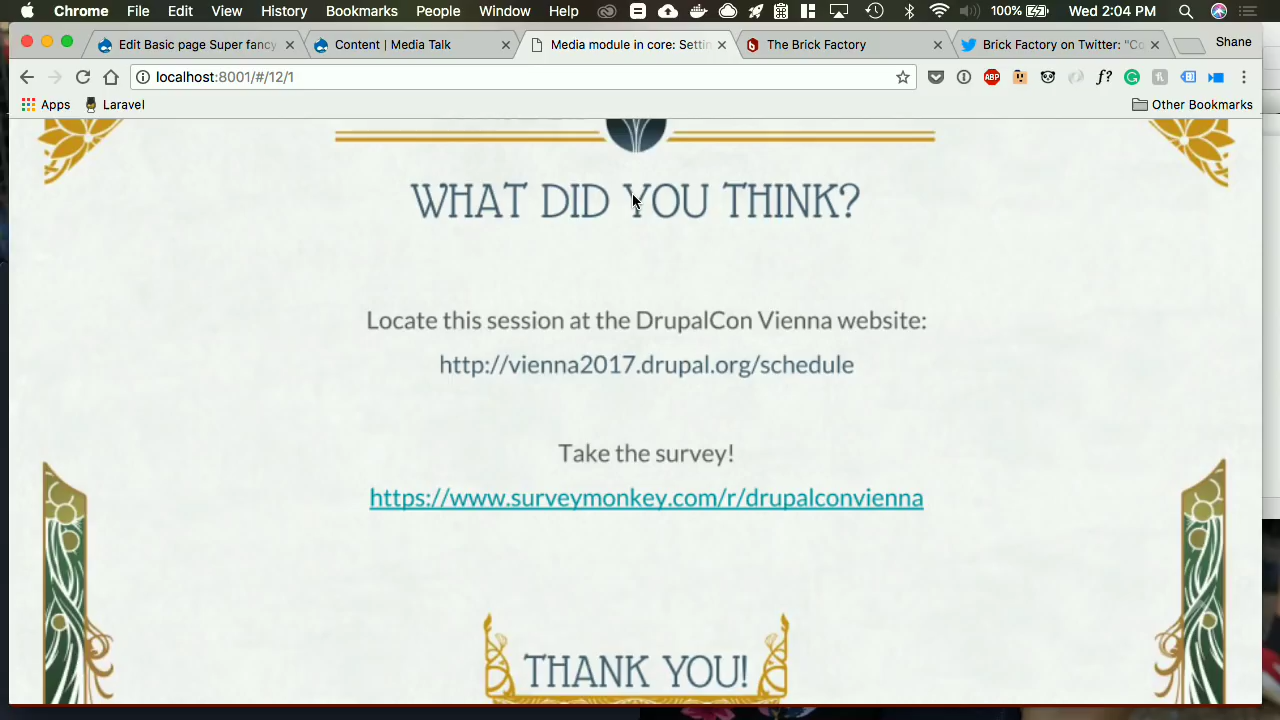 Chrome File Edit View History Bookmarks People Window Help 100% Wed 2:04 PM
Edit Basic page Super fancy
Content | Media Talk
Media module in core: Settin
The Brick Factory
Brick Factory on Twitter: "Co
Shane
localhost:8001/#/12/1
ABP
f?
Apps Laravel Other Bookmarks
WHAT DID YOU THINK?
Locate this session at the DrupalCon Vienna website:
http://vienna2017.drupal.org/schedule
Take the survey!
https://www.surveymonkey.com/r/drupalconvienna
THANK YOU!